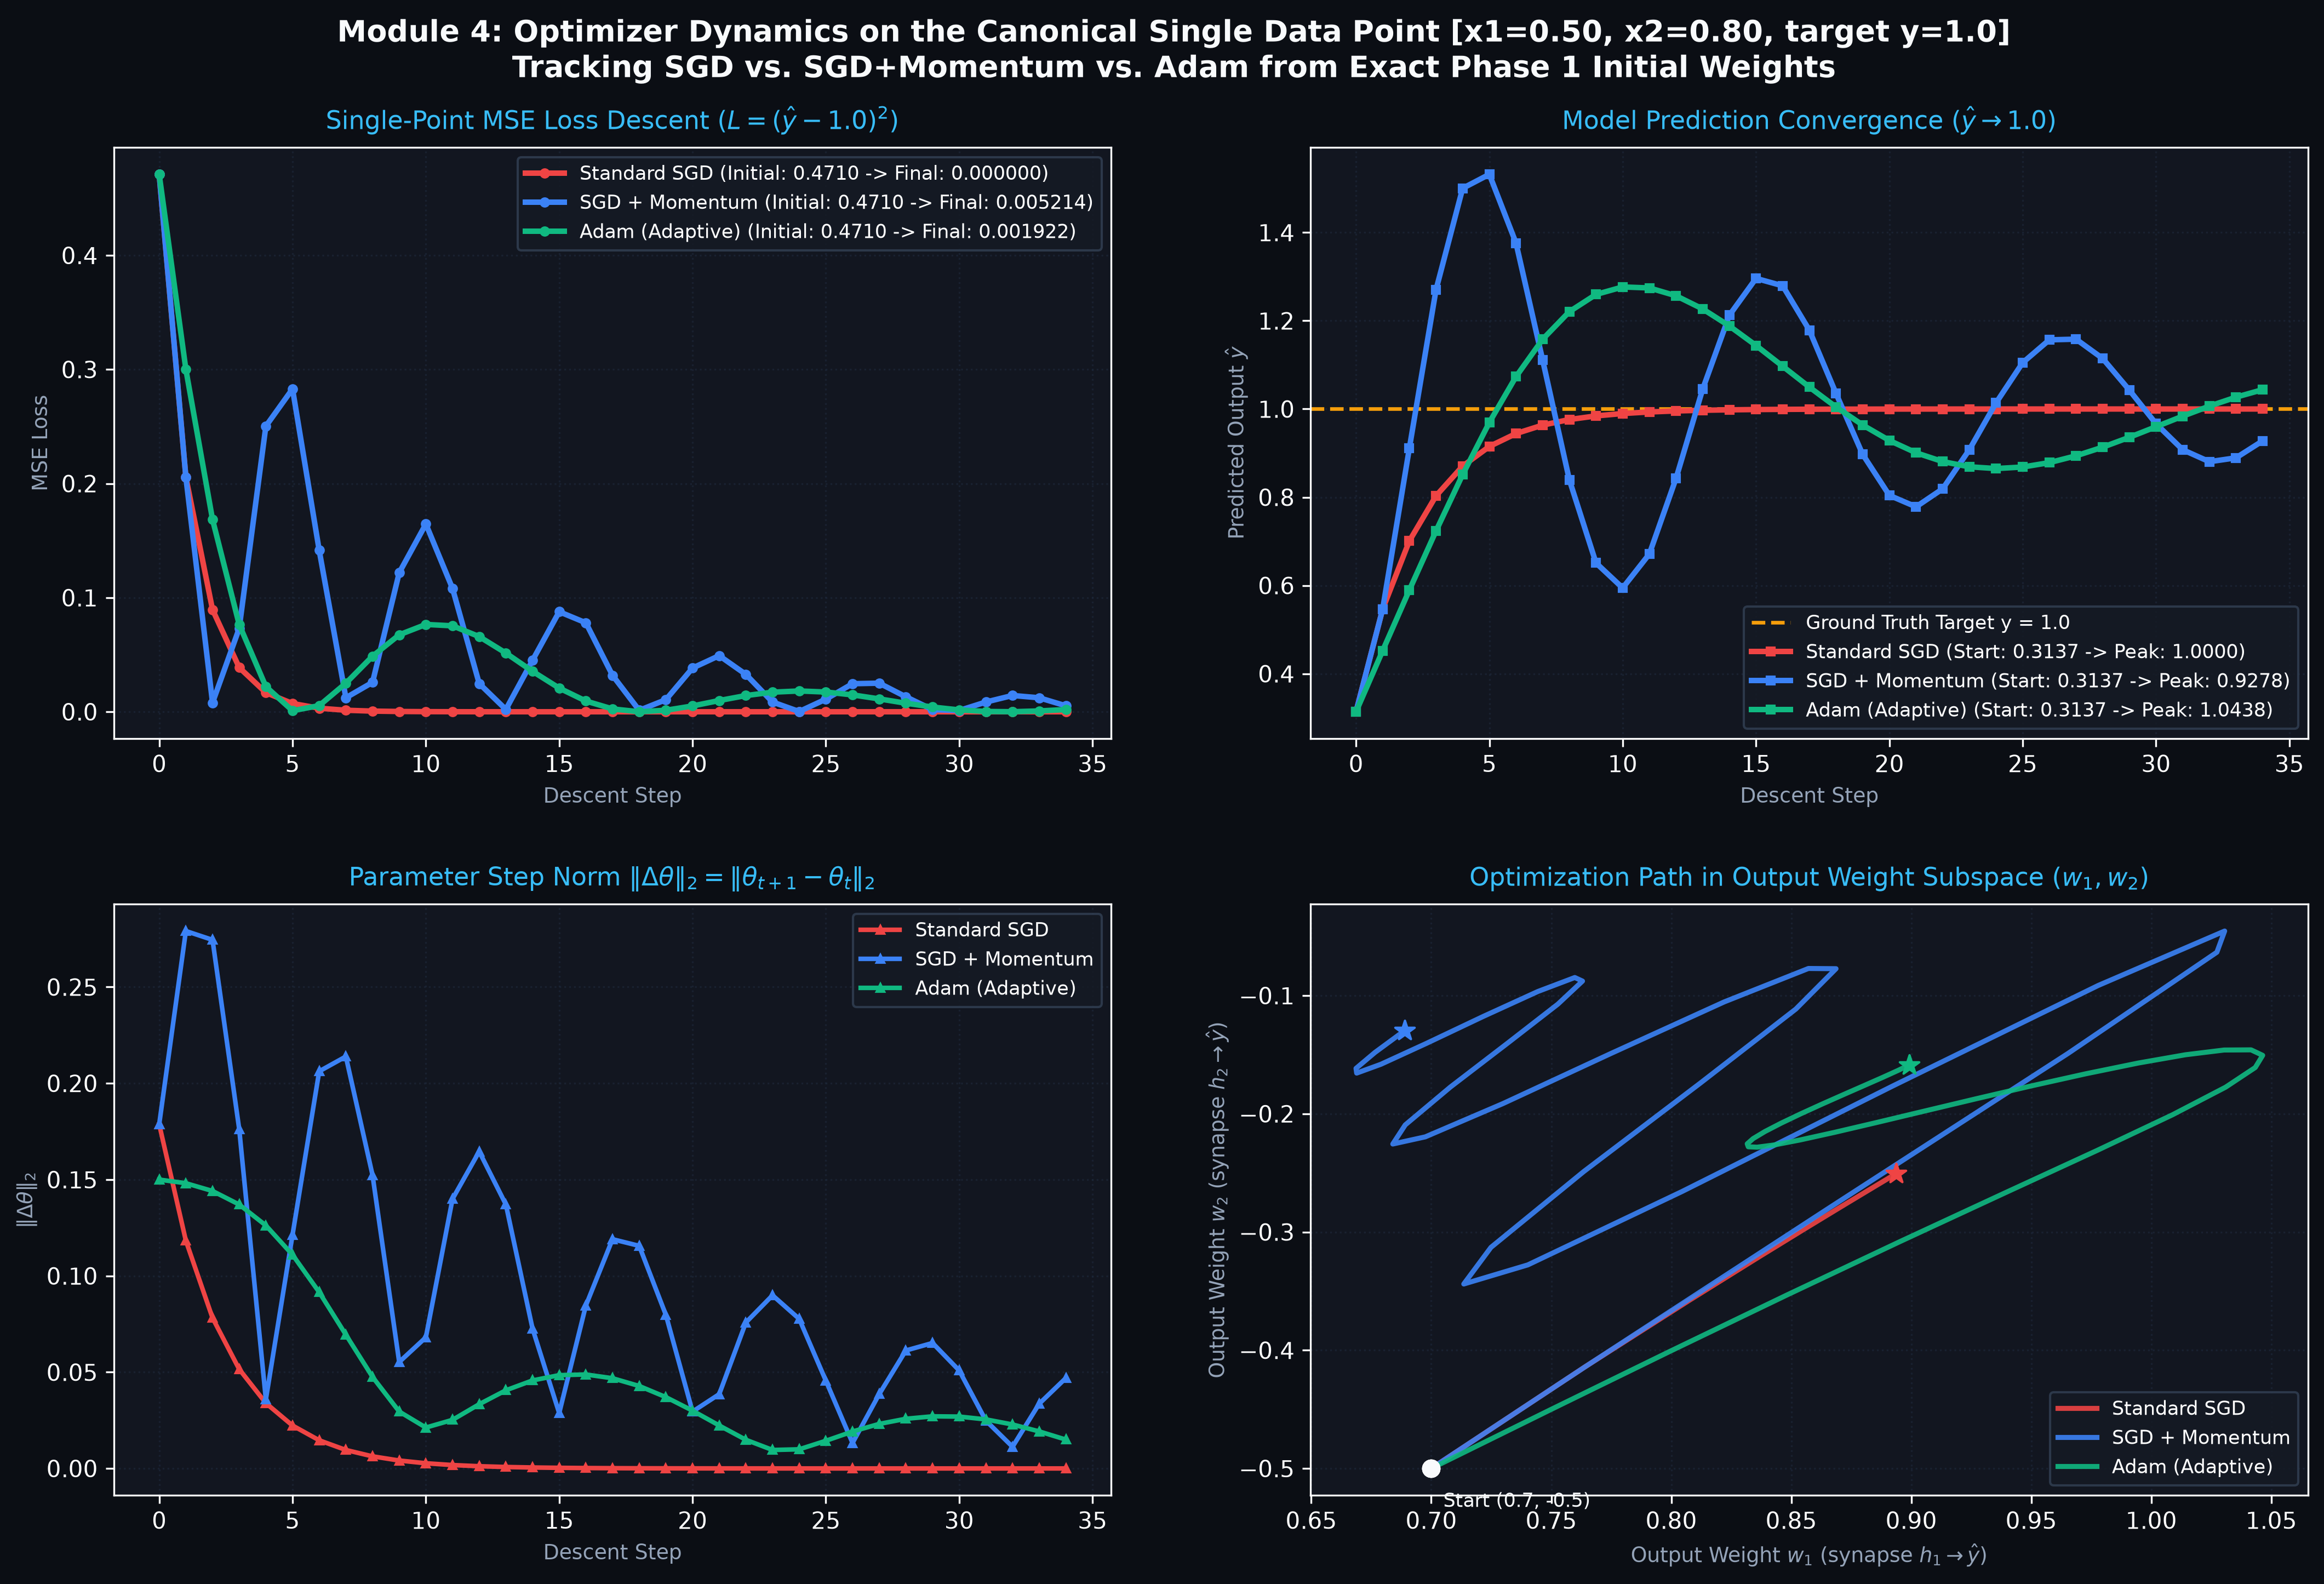 Module 4: Optimizer Dynamics on the Canonical Single Data Point [x1=0.50, x2=0.80, target y=1.0]
Tracking SGD vs. SGD+Momentum vs. Adam from Exact Phase 1 Initial Weights
Single-Point MSE Loss Descent (L = (ŷ − 1.0)²)
Standard SGD (Initial: 0.4710 -> Final: 0.000000)
SGD + Momentum (Initial: 0.4710 -> Final: 0.005214)
Adam (Adaptive) (Initial: 0.4710 -> Final: 0.001922)
MSE Loss
0.4
0.3
0.2
0.1
0.0
0 5 10 15 20 25 30 35
Descent Step
Model Prediction Convergence (ŷ → 1.0)
Predicted Output ŷ
1.4
1.2
1.0
0.8
0.6
0.4
Ground Truth Target y = 1.0
Standard SGD (Start: 0.3137 -> Peak: 1.0000)
SGD + Momentum (Start: 0.3137 -> Peak: 0.9278)
Adam (Adaptive) (Start: 0.3137 -> Peak: 1.0438)
0 5 10 15 20 25 30 35
Descent Step
Parameter Step Norm ‖Δθ‖₂ = ‖θₜ₊₁ − θₜ‖₂
Standard SGD
SGD + Momentum
Adam (Adaptive)
‖Δθ‖₂
0.25
0.20
0.15
0.10
0.05
0.00
0 5 10 15 20 25 30 35
Descent Step
Optimization Path in Output Weight Subspace (w₁, w₂)
Output Weight w₂ (synapse h₂ → ŷ)
−0.1
−0.2
−0.3
−0.4
−0.5
Standard SGD
SGD + Momentum
Adam (Adaptive)
Start (0.7, -0.5)
0.65 0.70 0.75 0.80 0.85 0.90 0.95 1.00 1.05
Output Weight w₁ (synapse h₁ → ŷ)